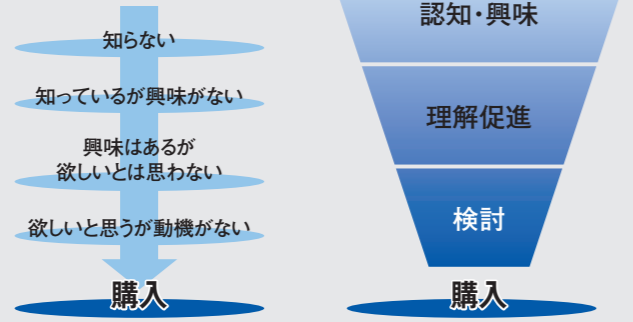 知らない
知っているが興味がない
興味はあるが
欲しいとは思わない
欲しいと思うが動機がない
購入
認知・興味
理解促進
検討
購入